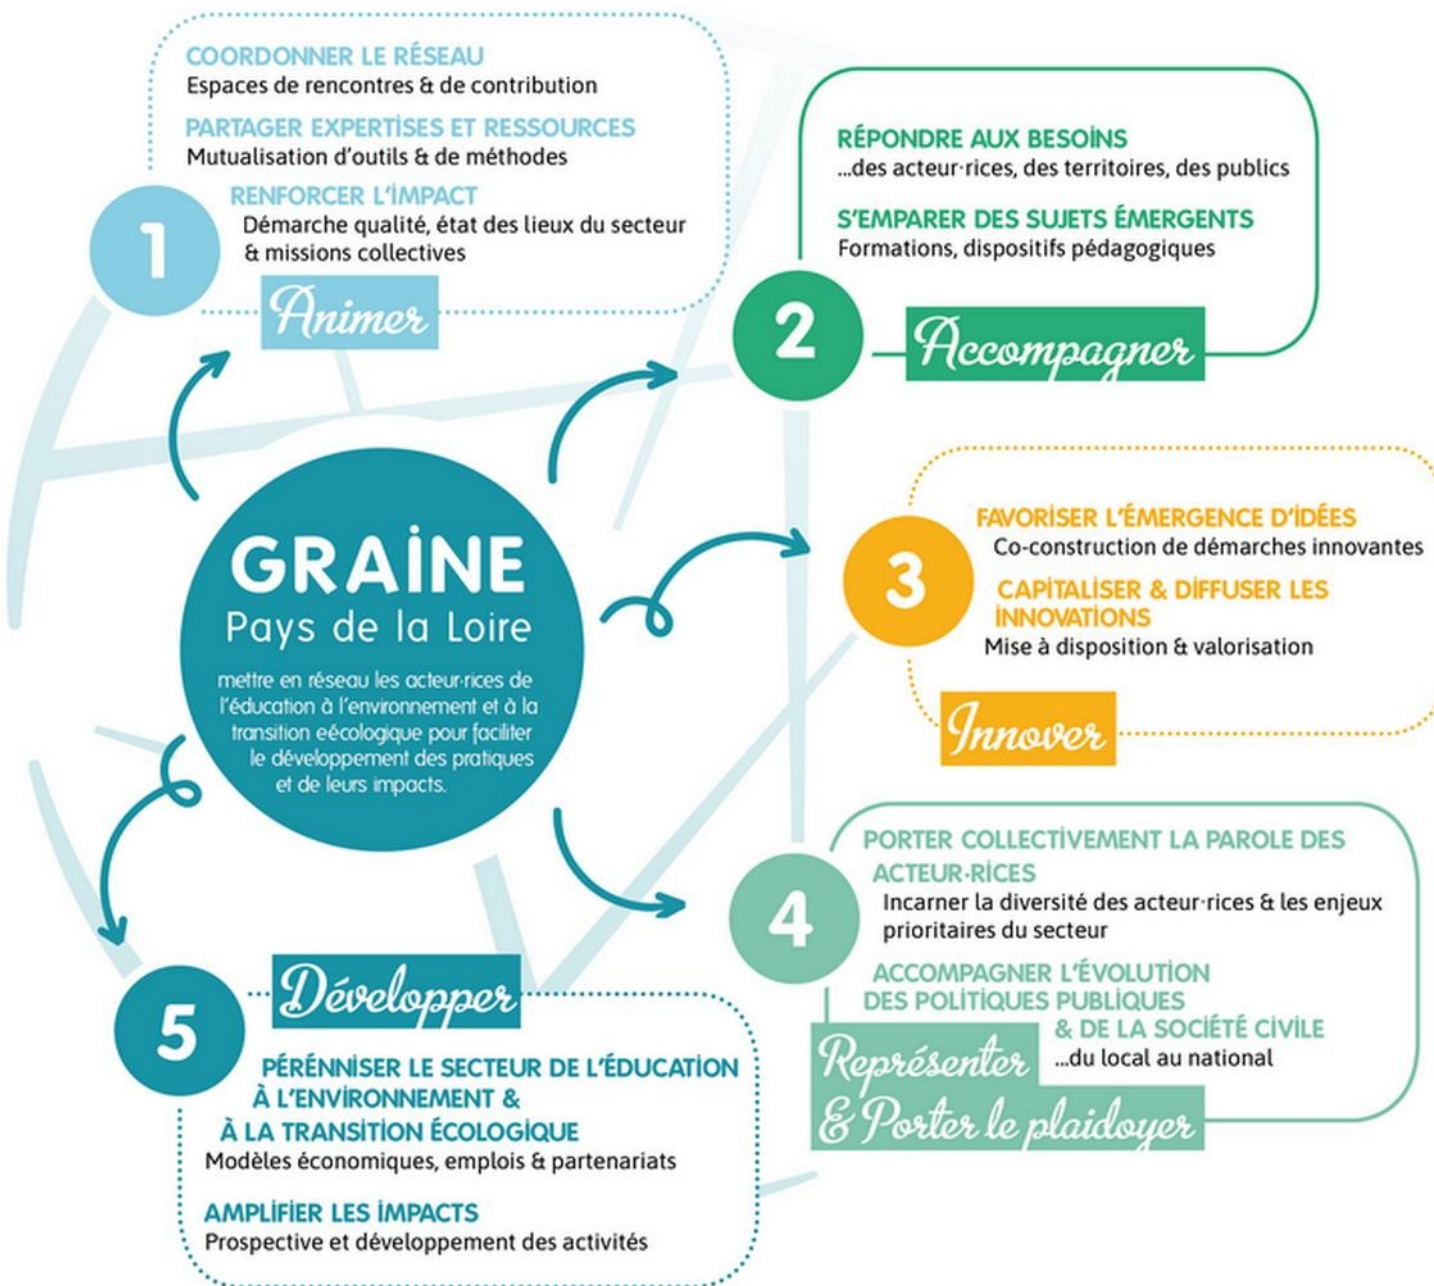 COORDONNER LE RÉSEAU
Espaces de rencontres & de contribution
PARTAGER EXPERTISES ET RESSOURCES
Mutualisation d'outils & de méthodes
RENFORCER L'IMPACT
Démarche qualité, état des lieux du secteur
& missions collectives
1
Animer
RÉPONDRE AUX BESOINS
...des acteur·rices, des territoires, des publics
S'EMPARER DES SUJETS ÉMERGENTS
Formations, dispositifs pédagogiques
2
Accompagner
GRAINE
Pays de la Loire
mettre en réseau les acteur·rices de
l'éducation à l'environnement et à la
transition eécologique pour faciliter
le développement des pratiques
et de leurs impacts.
FAVORISER L'ÉMERGENCE D'IDÉES
Co-construction de démarches innovantes
3
CAPITALISER & DIFFUSER LES
INNOVATIONS
Mise à disposition & valorisation
Innover
PORTER COLLECTIVEMENT LA PAROLE DES
ACTEUR·RICES
Incarner la diversité des acteur·rices & les enjeux
prioritaires du secteur
4
ACCOMPAGNER L'ÉVOLUTION
DES POLITIQUES PUBLIQUES
& DE LA SOCIÉTÉ CIVILE
...du local au national
Représenter
& Porter le plaidoyer
5
Développer
PÉRÉNNISER LE SECTEUR DE L'ÉDUCATION
À L'ENVIRONNEMENT &
À LA TRANSITION ÉCOLOGIQUE
Modèles économiques, emplois & partenariats
AMPLIFIER LES IMPACTS
Prospective et développement des activités